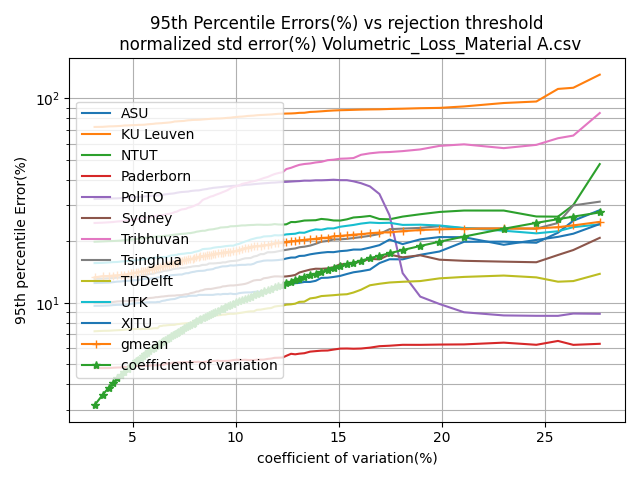 95th Percentile Errors(%) vs rejection threshold
normalized std error(%) Volumetric_Loss_Material A.csv
95th percentile Error(%)
10²
10¹
ASU
KU Leuven
NTUT
Paderborn
PoliTO
Sydney
Tribhuvan
Tsinghua
TUDelft
UTK
XJTU
gmean
coefficient of variation
5
10
15
20
25
coefficient of variation(%)